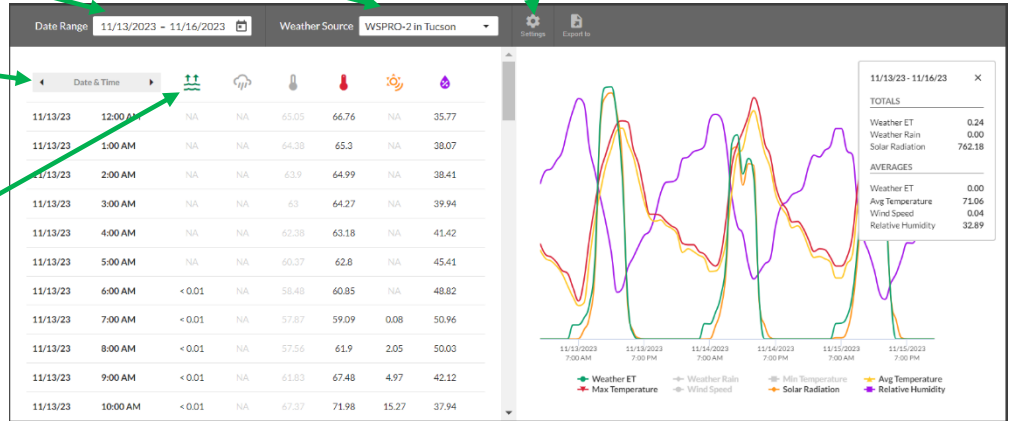 Date Range 11/13/2023 – 11/16/2023 Weather Source WSPRO-2 in Tucson Settings Export to
Date & Time
11/13/23 12:00 AM NA NA 65.05 66.76 NA 35.77
11/13/23 1:00 AM NA NA 64.38 65.3 NA 38.07
11/13/23 2:00 AM NA NA 63.9 64.99 NA 38.41
11/13/23 3:00 AM NA NA 63 64.27 NA 39.94
11/13/23 4:00 AM NA NA 62.38 63.18 NA 41.42
11/13/23 5:00 AM NA NA 60.37 62.8 NA 45.41
11/13/23 6:00 AM < 0.01 NA 58.48 60.85 NA 48.82
11/13/23 7:00 AM < 0.01 NA 57.87 59.09 0.08 50.96
11/13/23 8:00 AM < 0.01 NA 57.56 61.9 2.05 50.03
11/13/23 9:00 AM < 0.01 NA 61.83 67.48 4.97 42.12
11/13/23 10:00 AM < 0.01 NA 67.37 71.98 15.27 37.94
11/13/23 - 11/16/23 ×
TOTALS
Weather ET 0.24
Weather Rain 0.00
Solar Radiation 762.18
AVERAGES
Weather ET 0.00
Avg Temperature 71.06
Wind Speed 0.04
Relative Humidity 32.89
11/13/2023 11/13/2023 11/14/2023 11/14/2023 11/15/2023 11/15/2023
7:00 AM 7:00 PM 7:00 AM 7:00 PM 7:00 AM 7:00 PM
Weather ET Weather Rain Min Temperature Avg Temperature
Max Temperature Wind Speed Solar Radiation Relative Humidity